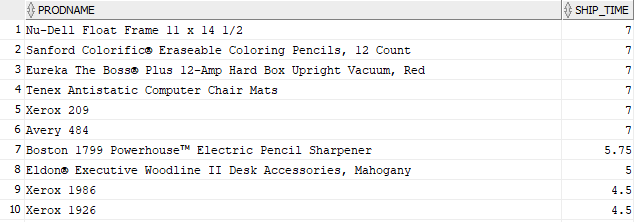 PRODNAME SHIP_TIME
1 Nu-Dell Float Frame 11 x 14 1/2 7
2 Sanford Colorific® Eraseable Coloring Pencils, 12 Count 7
3 Eureka The Boss® Plus 12-Amp Hard Box Upright Vacuum, Red 7
4 Tenex Antistatic Computer Chair Mats 7
5 Xerox 209 7
6 Avery 484 7
7 Boston 1799 Powerhouse™ Electric Pencil Sharpener 5.75
8 Eldon® Executive Woodline II Desk Accessories, Mahogany 5
9 Xerox 1986 4.5
10 Xerox 1926 4.5